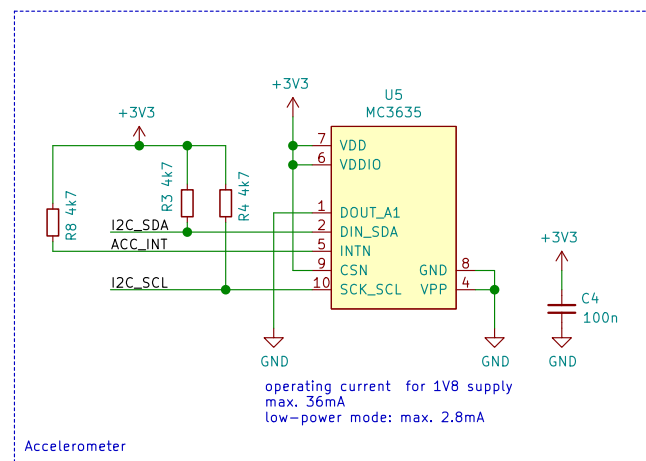 U5
MC3635
+3V3
+3V3
7 VDD
6 VDDIO
1 DOUT_A1
2 DIN_SDA
5 INTN
9 CSN
10 SCK_SCL
GND 8
VPP 4
R3 4k7
R4 4k7
R8 4k7
I2C_SDA
ACC_INT
I2C_SCL
+3V3
C4
100n
GND
GND
GND
operating current  for 1V8 supply
max. 36mA
low-power mode: max. 2.8mA
Accelerometer